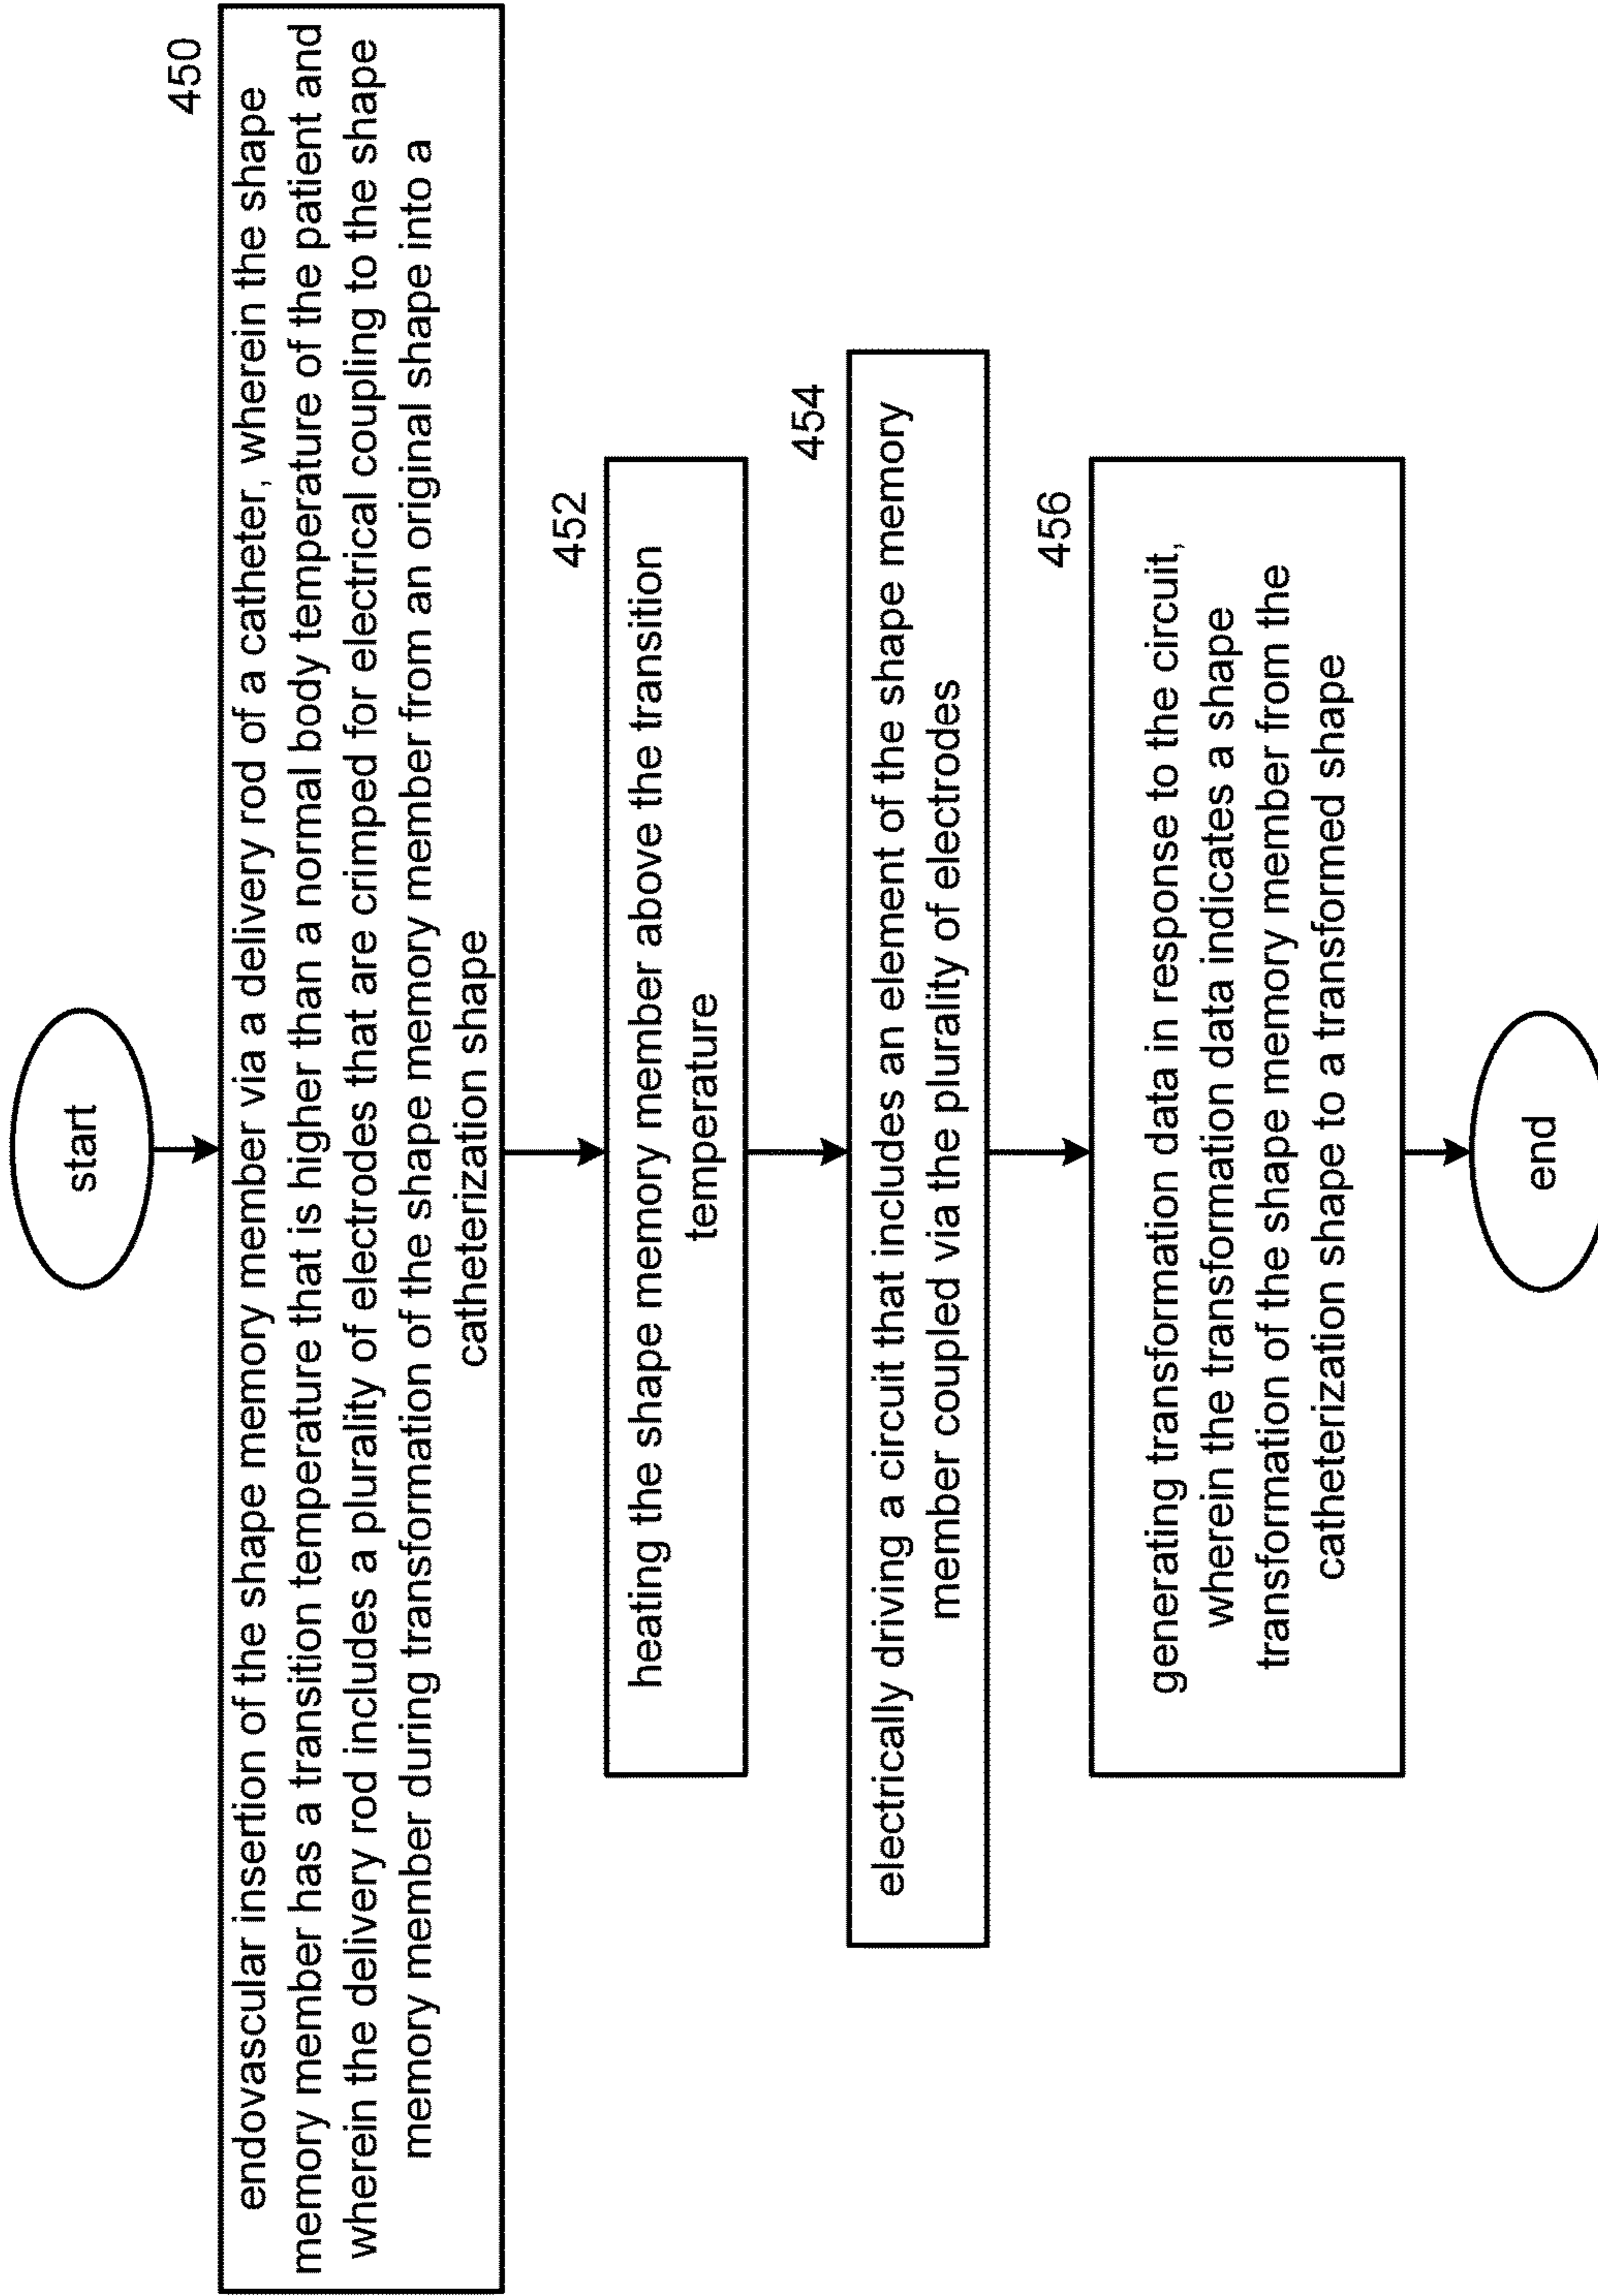 start
450
endovascular insertion of the shape memory member via a delivery rod of a catheter, wherein the shape
memory member has a transition temperature that is higher than a normal body temperature of the patient and
wherein the delivery rod includes a plurality of electrodes that are crimped for electrical coupling to the shape
memory member during transformation of the shape memory member from an original shape into a
catheterization shape
452
heating the shape memory member above the transition
temperature
454
electrically driving a circuit that includes an element of the shape memory
member coupled via the plurality of electrodes
456
generating transformation data in response to the circuit,
wherein the transformation data indicates a shape
transformation of the shape memory member from the
catheterization shape to a transformed shape
end